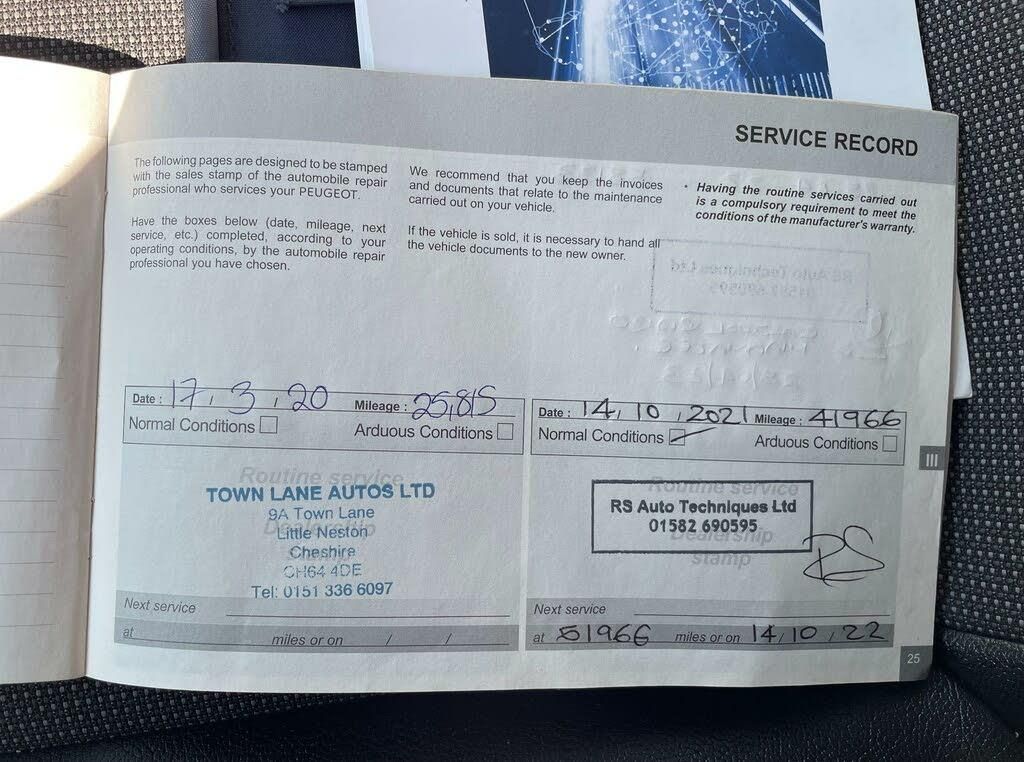 SERVICE RECORD
The following pages are designed to be stamped
with the sales stamp of the automobile repair
professional who services your PEUGEOT.
Have the boxes below (date, mileage, next
service, etc.) completed, according to your
operating conditions, by the automobile repair
professional you have chosen.
We recommend that you keep the invoices
and documents that relate to the maintenance
carried out on your vehicle.
If the vehicle is sold, it is necessary to hand all
the vehicle documents to the new owner.
• Having the routine services carried out
is a compulsory requirement to meet the
conditions of the manufacturer's warranty.
Date : 17, 3, 20 Mileage : 25,815
Normal Conditions Arduous Conditions
Routine service
TOWN LANE AUTOS LTD
9A Town Lane
Dealership
Little Neston
Cheshire
CH64 4DE
Tel: 0151 336 6097
Next service
at miles or on / /
Date : 14, 10, 2021 Mileage : 41966
Normal Conditions Arduous Conditions
Routine service
RS Auto Techniques Ltd
01582 690595
Dealership
stamp
RS
Next service
at 51966 miles or on 14/10/22
III
25